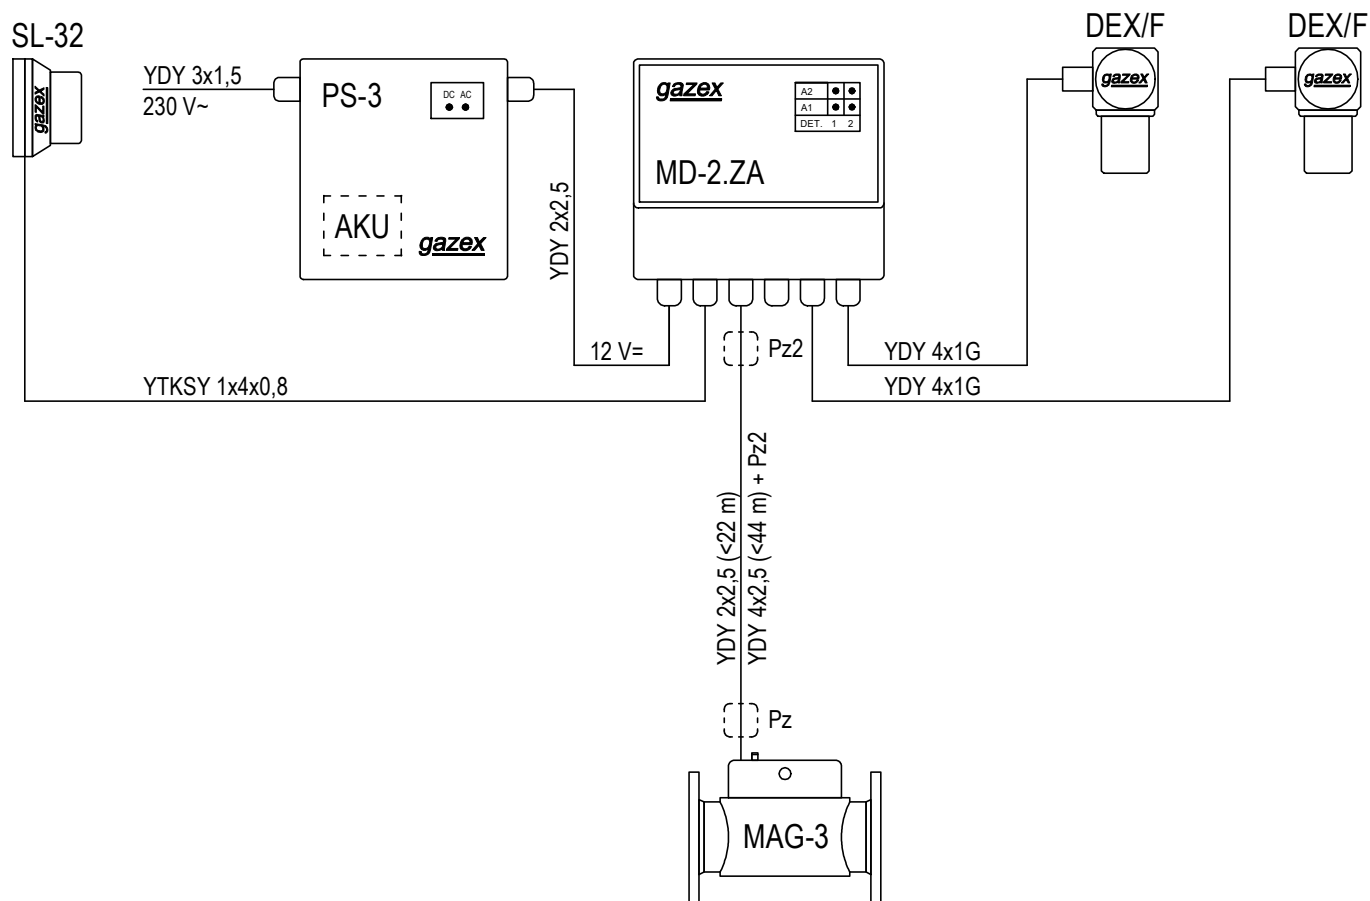 SL-32
gazex
YDY 3x1,5
230 V~
PS-3
DC AC
AKU
gazex
YDY 2x2,5
12 V=
YTKSY 1x4x0,8
gazex
MD-2.ZA
A2
A1
DET. 1 2
DEX/F
gazex
DEX/F
gazex
YDY 4x1G
YDY 4x1G
Pz2
YDY 2x2,5 (<22 m)
YDY 4x2,5 (<44 m) + Pz2
Pz
MAG-3